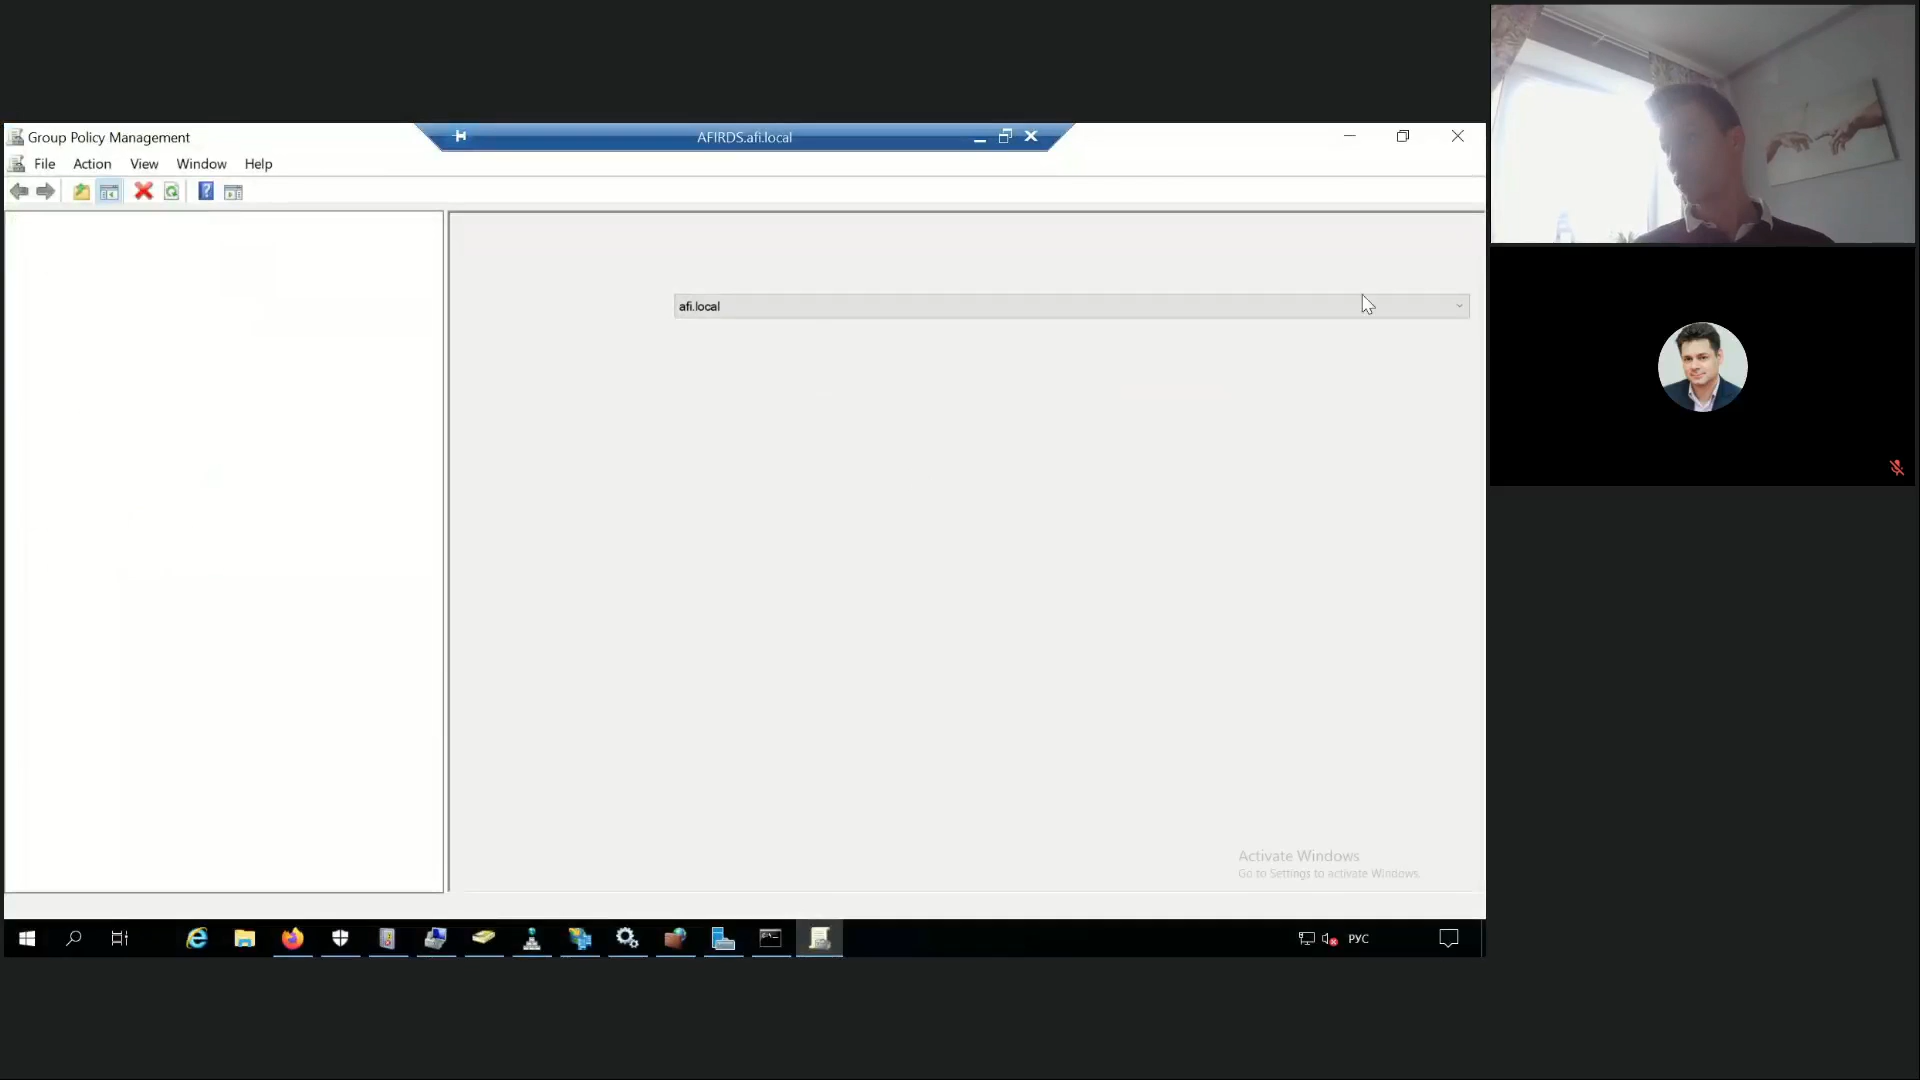 Group Policy Management
AFIRDS.afi.local
File Action View Window Help
afi.local
Activate Windows
Go to Settings to activate Windows.
РУС